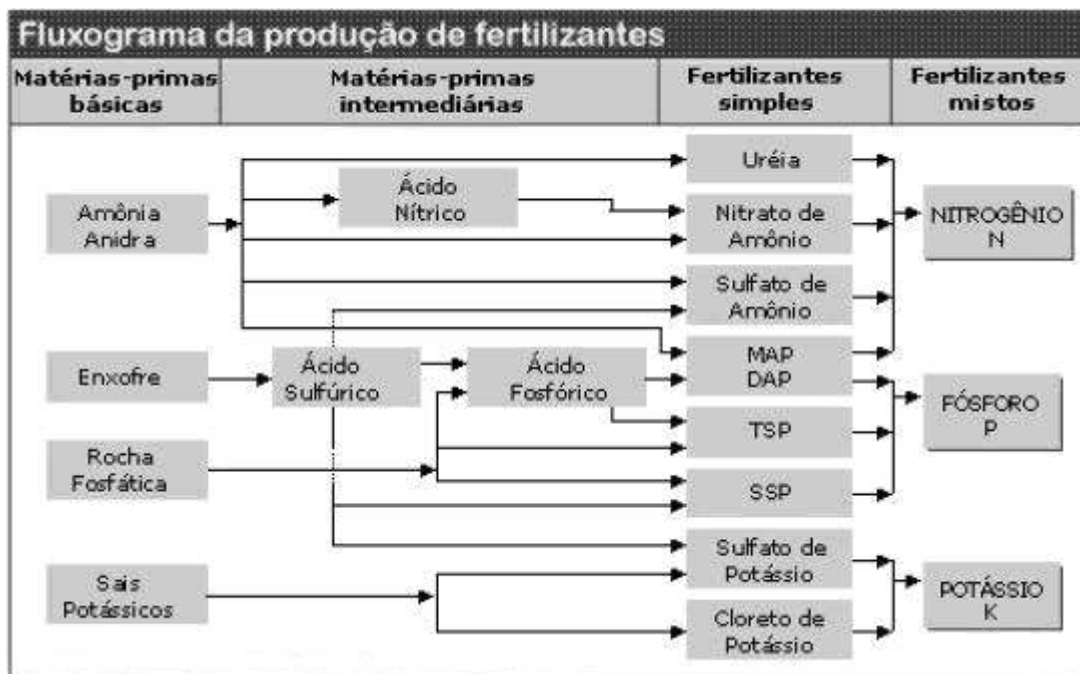 Fluxograma da produção de fertilizantes
Matérias-primas
básicas
Matérias-primas
intermediárias
Fertilizantes
simples
Fertilizantes
mistos
Amônia
Anidra
Enxofre
Rocha
Fosfática
Sais
Potássicos
Ácido
Nítrico
Ácido
Sulfúrico
Ácido
Fosfórico
Uréia
Nitrato de
Amônio
Sulfato de
Amônio
MAP
DAP
TSP
SSP
Sulfato de
Potássio
Cloreto de
Potássio
NITROGÊNIO
N
FÓSFORO
P
POTÁSSIO
K